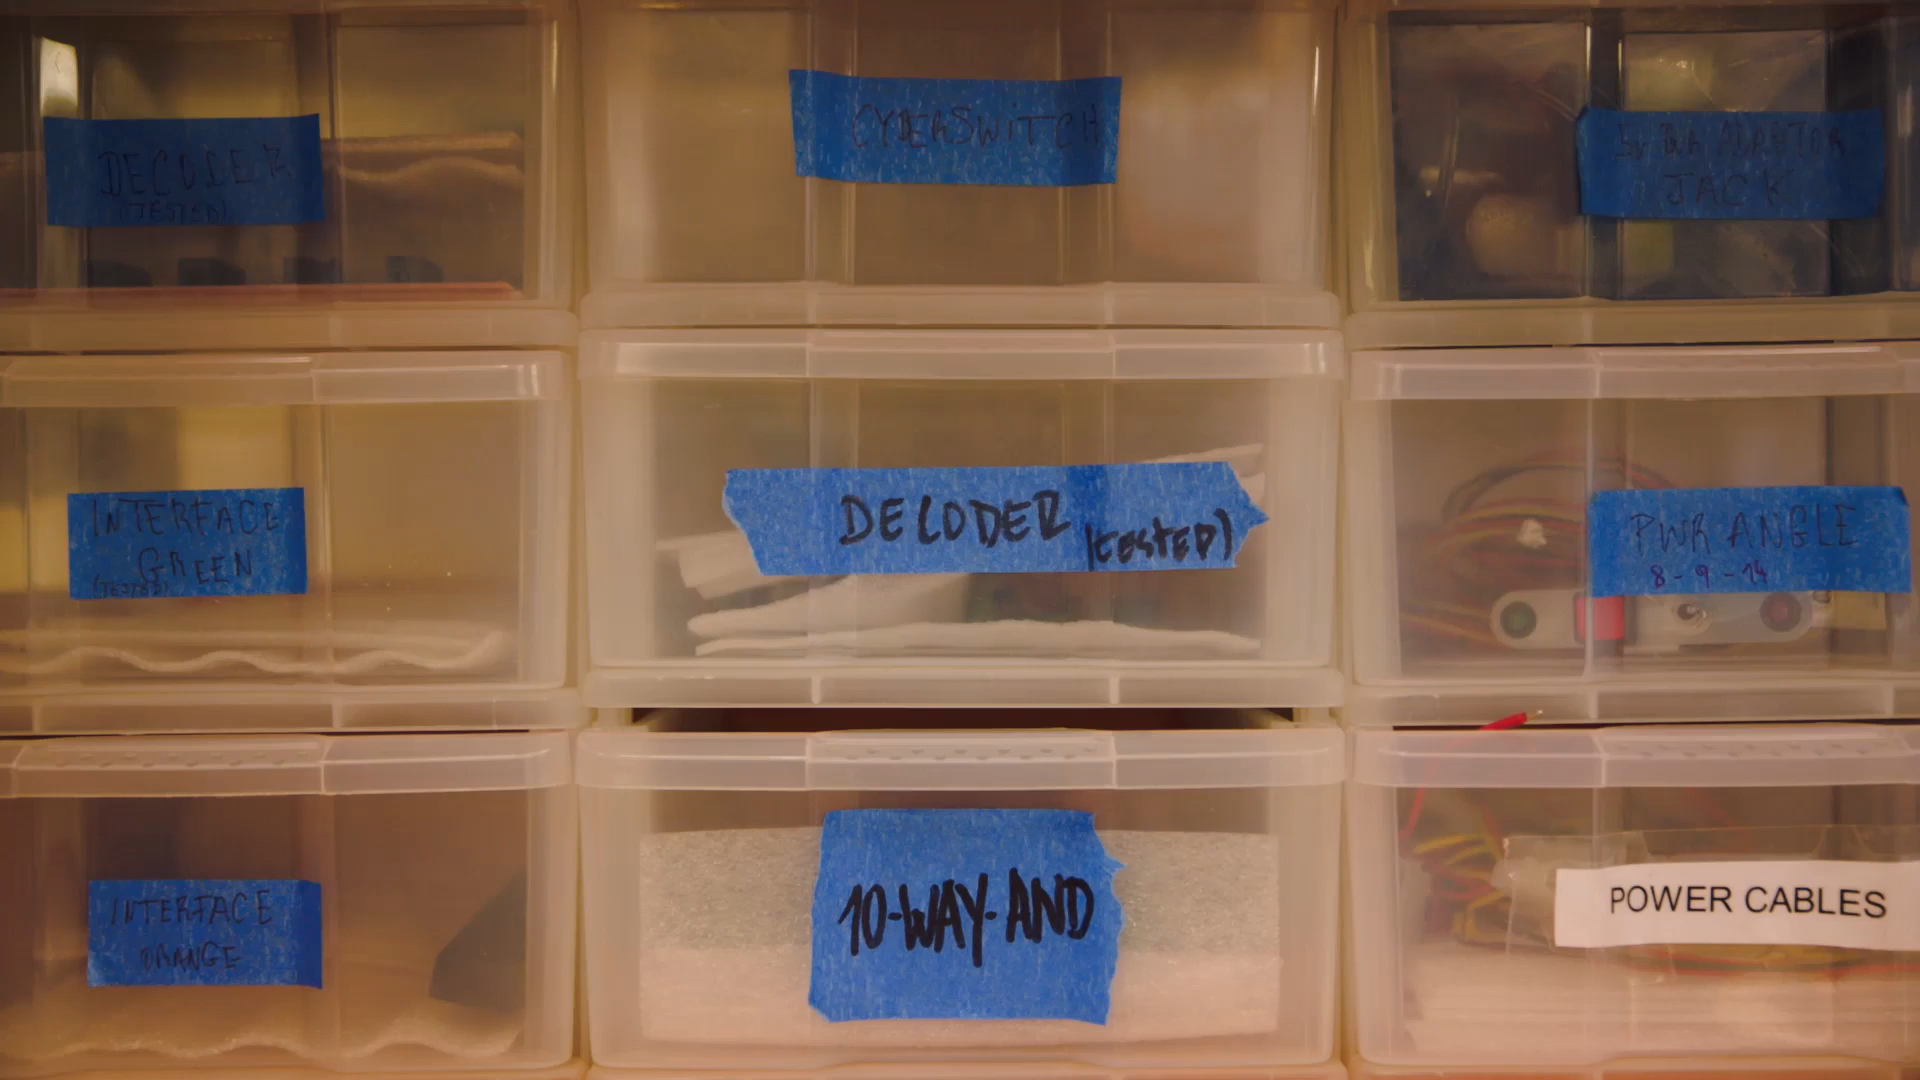 DECODER
(TESTED)
CYBERSWITCH
JACK
INTERFACE
GREEN
(TESTED)
DECODER (TESTED)
PWR ANGLE
8-9-14
INTERFACE
ORANGE
10-WAY-AND
POWER CABLES